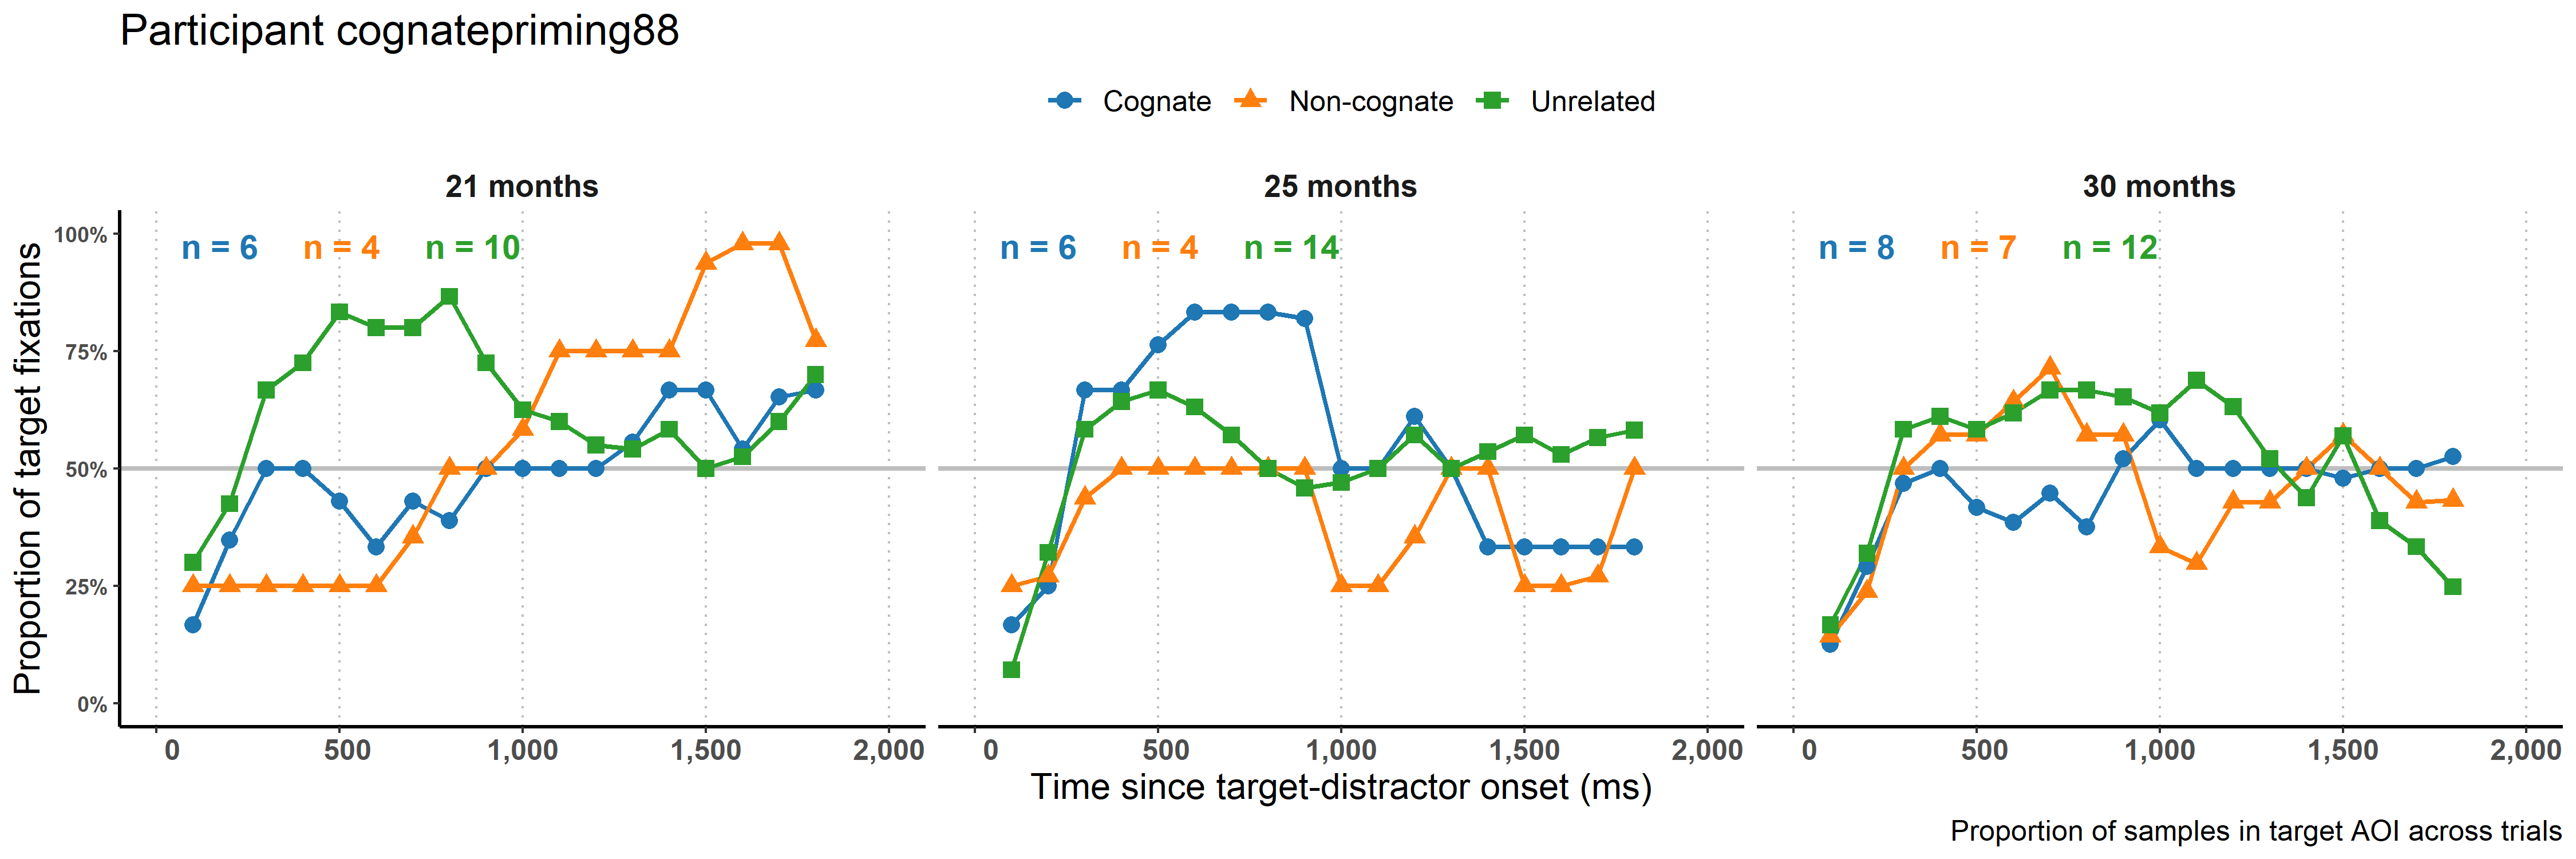 Participant cognatepriming88
Cognate Non-cognate Unrelated
21 months 25 months 30 months
n = 6 n = 4 n = 10 n = 6 n = 4 n = 14 n = 8 n = 7 n = 12
Proportion of target fixations
100%
75%
50%
25%
0%
0 500 1,000 1,500 2,000 0 500 1,000 1,500 2,000 0 500 1,000 1,500 2,000
Time since target-distractor onset (ms)
Proportion of samples in target AOI across trials